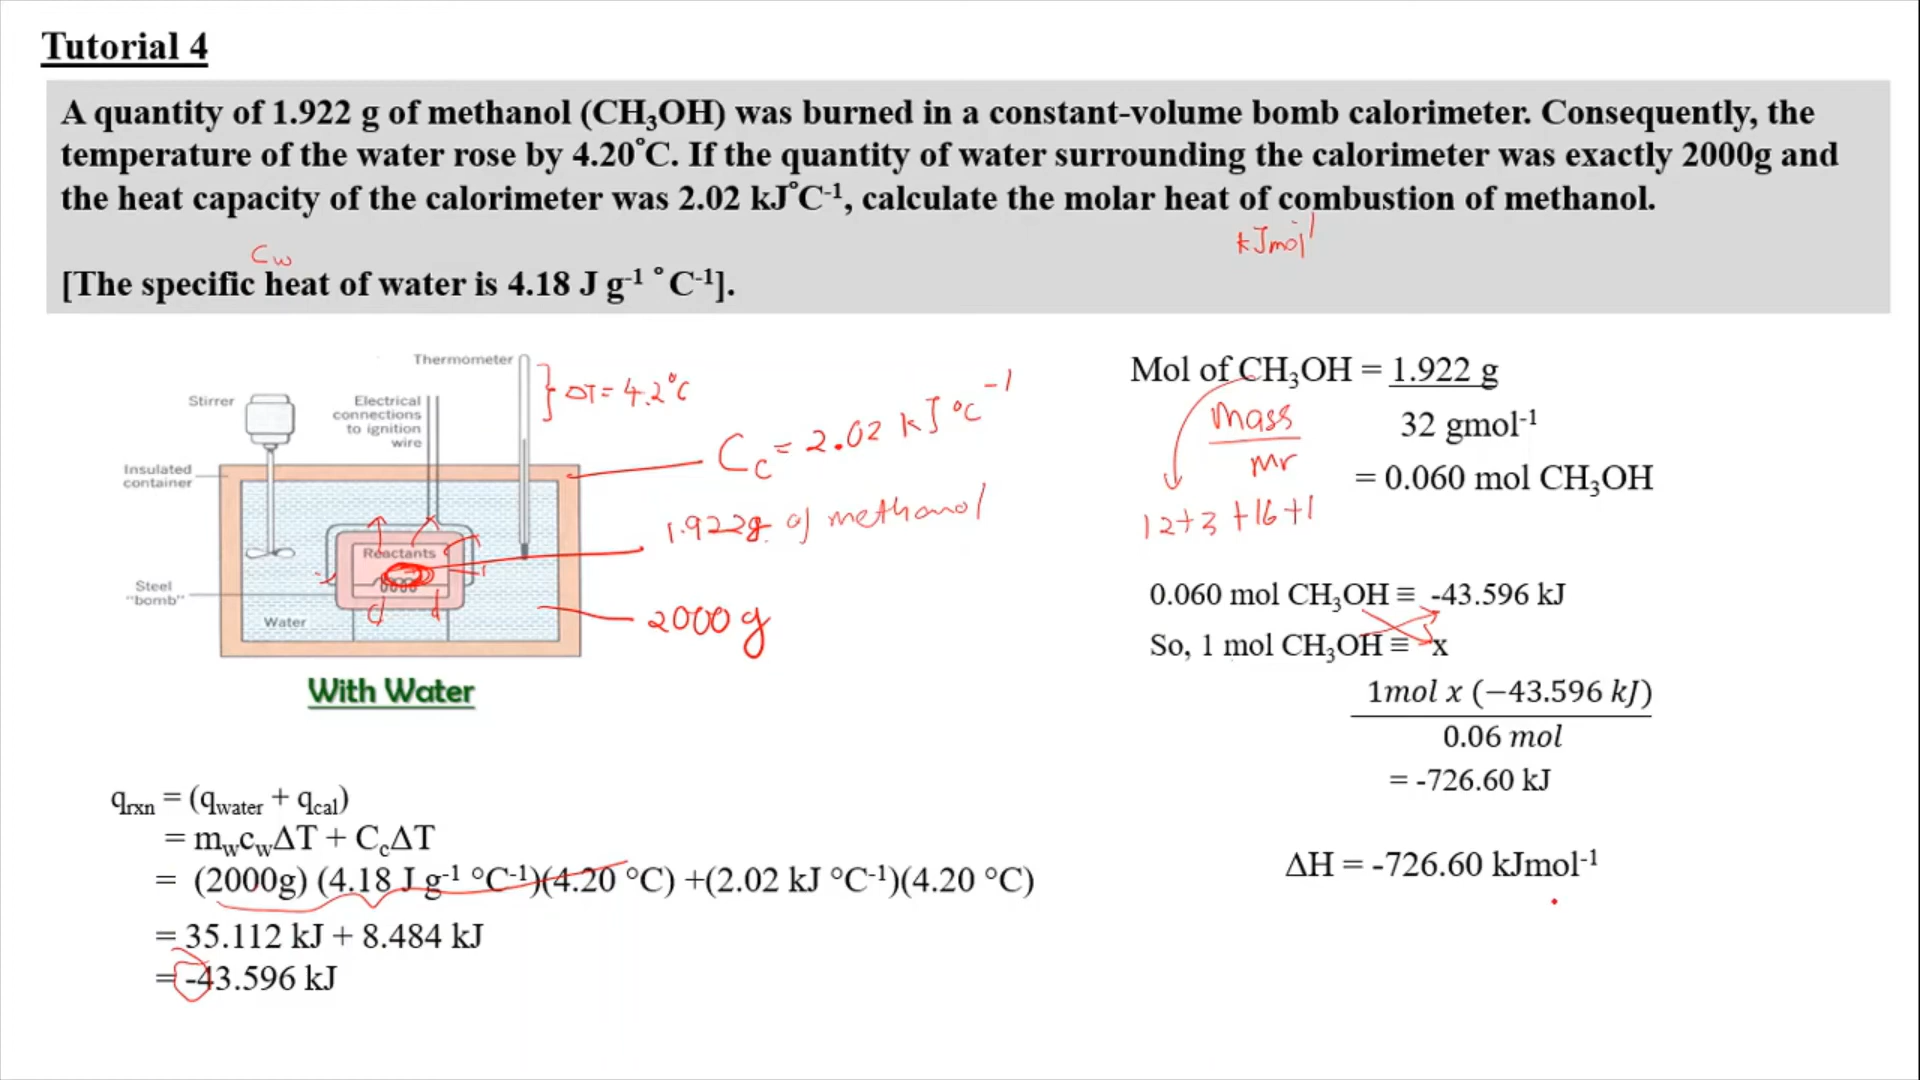 Tutorial 4
A quantity of 1.922 g of methanol (CH₃OH) was burned in a constant-volume bomb calorimeter. Consequently, the
temperature of the water rose by 4.20°C. If the quantity of water surrounding the calorimeter was exactly 2000g and
the heat capacity of the calorimeter was 2.02 kJ°C⁻¹, calculate the molar heat of combustion of methanol.
kJmol⁻¹
Cw
[The specific heat of water is 4.18 J g⁻¹ °C⁻¹].
Thermometer
Stirrer
Electrical
connections
to ignition
wire
Insulated
container
Reactants
Steel
"bomb"
Water
ΔT = 4.2°C
Cc = 2.02 kJ °C⁻¹
1.922g of methanol
2000 g
With Water
q_rxn = (q_water + q_cal)
= m_wc_wΔT + C_cΔT
= (2000g) (4.18 J g⁻¹ °C⁻¹)(4.20 °C) +(2.02 kJ °C⁻¹)(4.20 °C)
= 35.112 kJ + 8.484 kJ
= -43.596 kJ
Mol of CH₃OH = 1.922 g
32 gmol⁻¹
= 0.060 mol CH₃OH
mass
mr
12+3+16+1
0.060 mol CH₃OH ≡ -43.596 kJ
So, 1 mol CH₃OH ≡ x
1mol x (−43.596 kJ)
0.06 mol
= -726.60 kJ
ΔH = -726.60 kJmol⁻¹